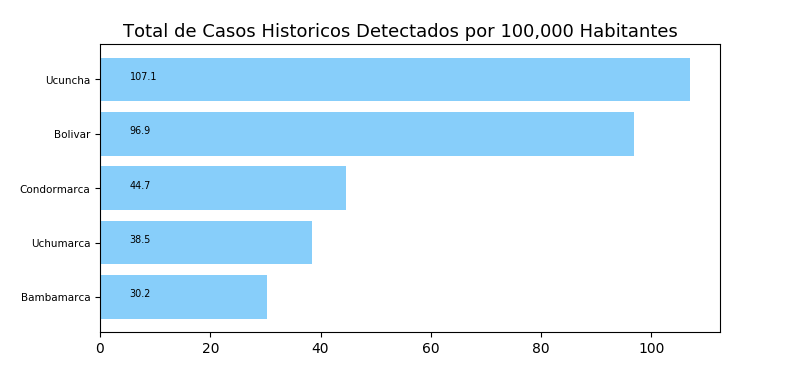 Total de Casos Historicos Detectados por 100,000 Habitantes
Ucuncha 107.1
Bolivar 96.9
Condormarca 44.7
Uchumarca 38.5
Bambamarca 30.2
0 20 40 60 80 100